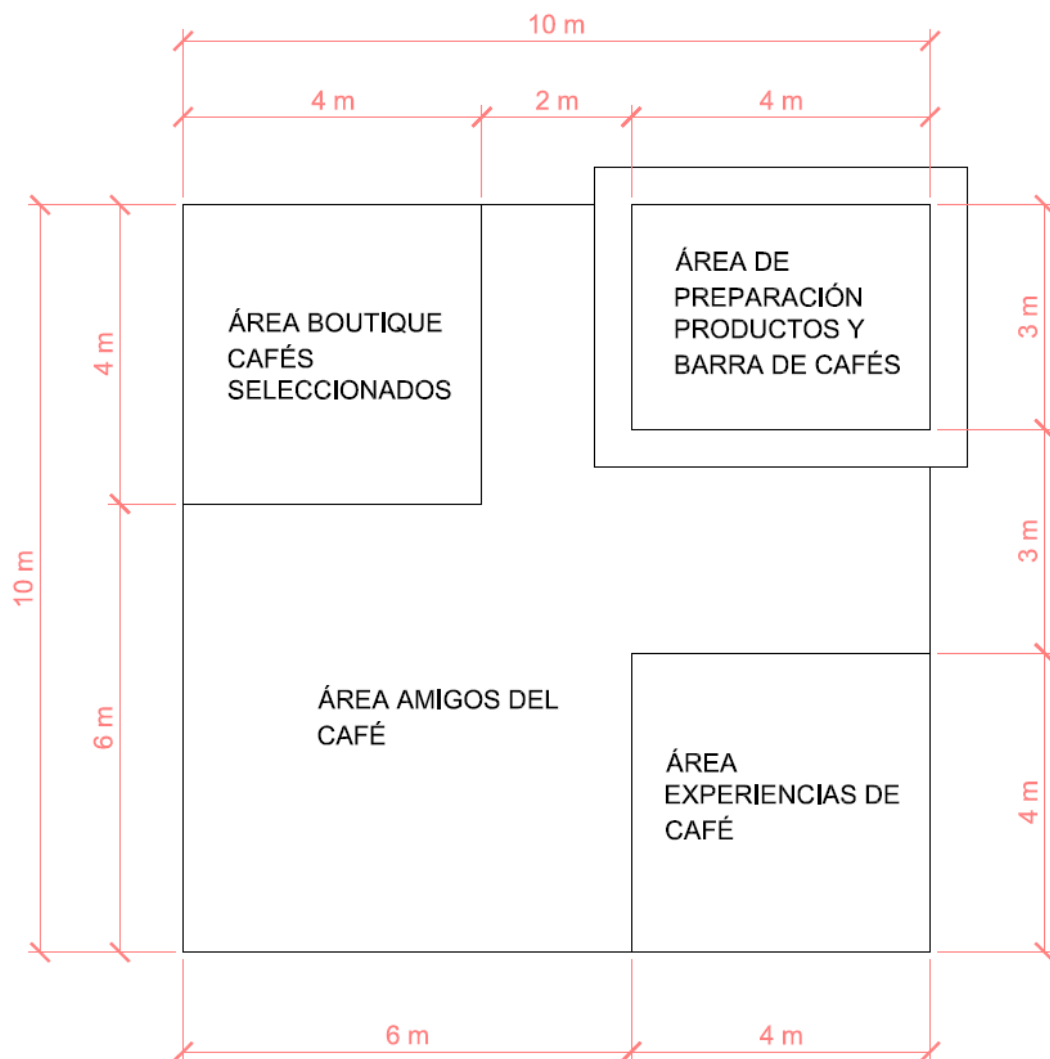 10 m
4 m
2 m
4 m
ÁREA BOUTIQUE
CAFÉS
SELECCIONADOS
ÁREA DE
PREPARACIÓN
PRODUCTOS Y
BARRA DE CAFÉS
4 m
3 m
10 m
3 m
6 m
ÁREA AMIGOS DEL
CAFÉ
ÁREA
EXPERIENCIAS DE
CAFÉ
4 m
6 m
4 m